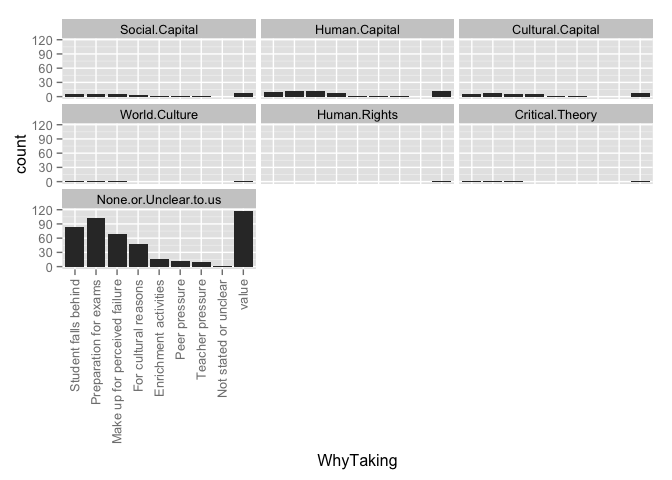 Social.Capital Human.Capital Cultural.Capital
120
90
60
30
0
World.Culture Human.Rights Critical.Theory
120
90
60
30
0
None.or.Unclear.to.us
120
90
60
30
0
count
Student falls behind
Preparation for exams
Make up for perceived failure
For cultural reasons
Enrichment activities
Peer pressure
Teacher pressure
Not stated or unclear
value
WhyTaking